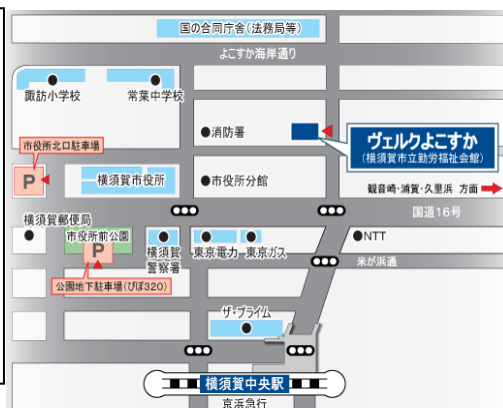 国の合同庁舎(法務局等)
よこすか海岸通り
諏訪小学校
常葉中学校
消防署
ヴェルクよこすか
(横須賀市立勤労福祉会館)
市役所北口駐車場
P
横須賀市役所
市役所分館
観音崎・浦賀・久里浜 方面
国道16号
横須賀郵便局
市役所前公園
P
横須賀
警察署
東京電力
東京ガス
NTT
米が浜通
公園地下駐車場(ぴぽ320)
ザ・プライム
横須賀中央駅
京浜急行